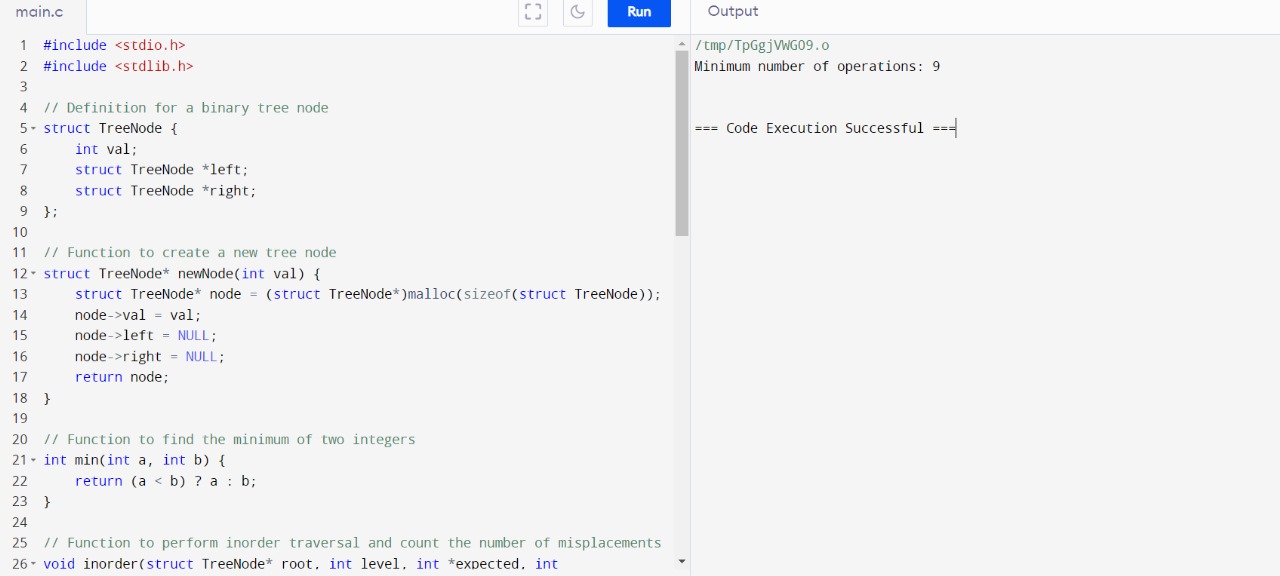 main.c
Run
Output
1 #include <stdio.h>
2 #include <stdlib.h>
3
4 // Definition for a binary tree node
5 struct TreeNode {
6 int val;
7 struct TreeNode *left;
8 struct TreeNode *right;
9 };
10
11 // Function to create a new tree node
12 struct TreeNode* newNode(int val) {
13 struct TreeNode* node = (struct TreeNode*)malloc(sizeof(struct TreeNode));
14 node->val = val;
15 node->left = NULL;
16 node->right = NULL;
17 return node;
18 }
19
20 // Function to find the minimum of two integers
21 int min(int a, int b) {
22 return (a < b) ? a : b;
23 }
24
25 // Function to perform inorder traversal and count the number of misplacements
26 void inorder(struct TreeNode* root, int level, int *expected, int
/tmp/TpGgjVWGO9.o
Minimum number of operations: 9
=== Code Execution Successful ===